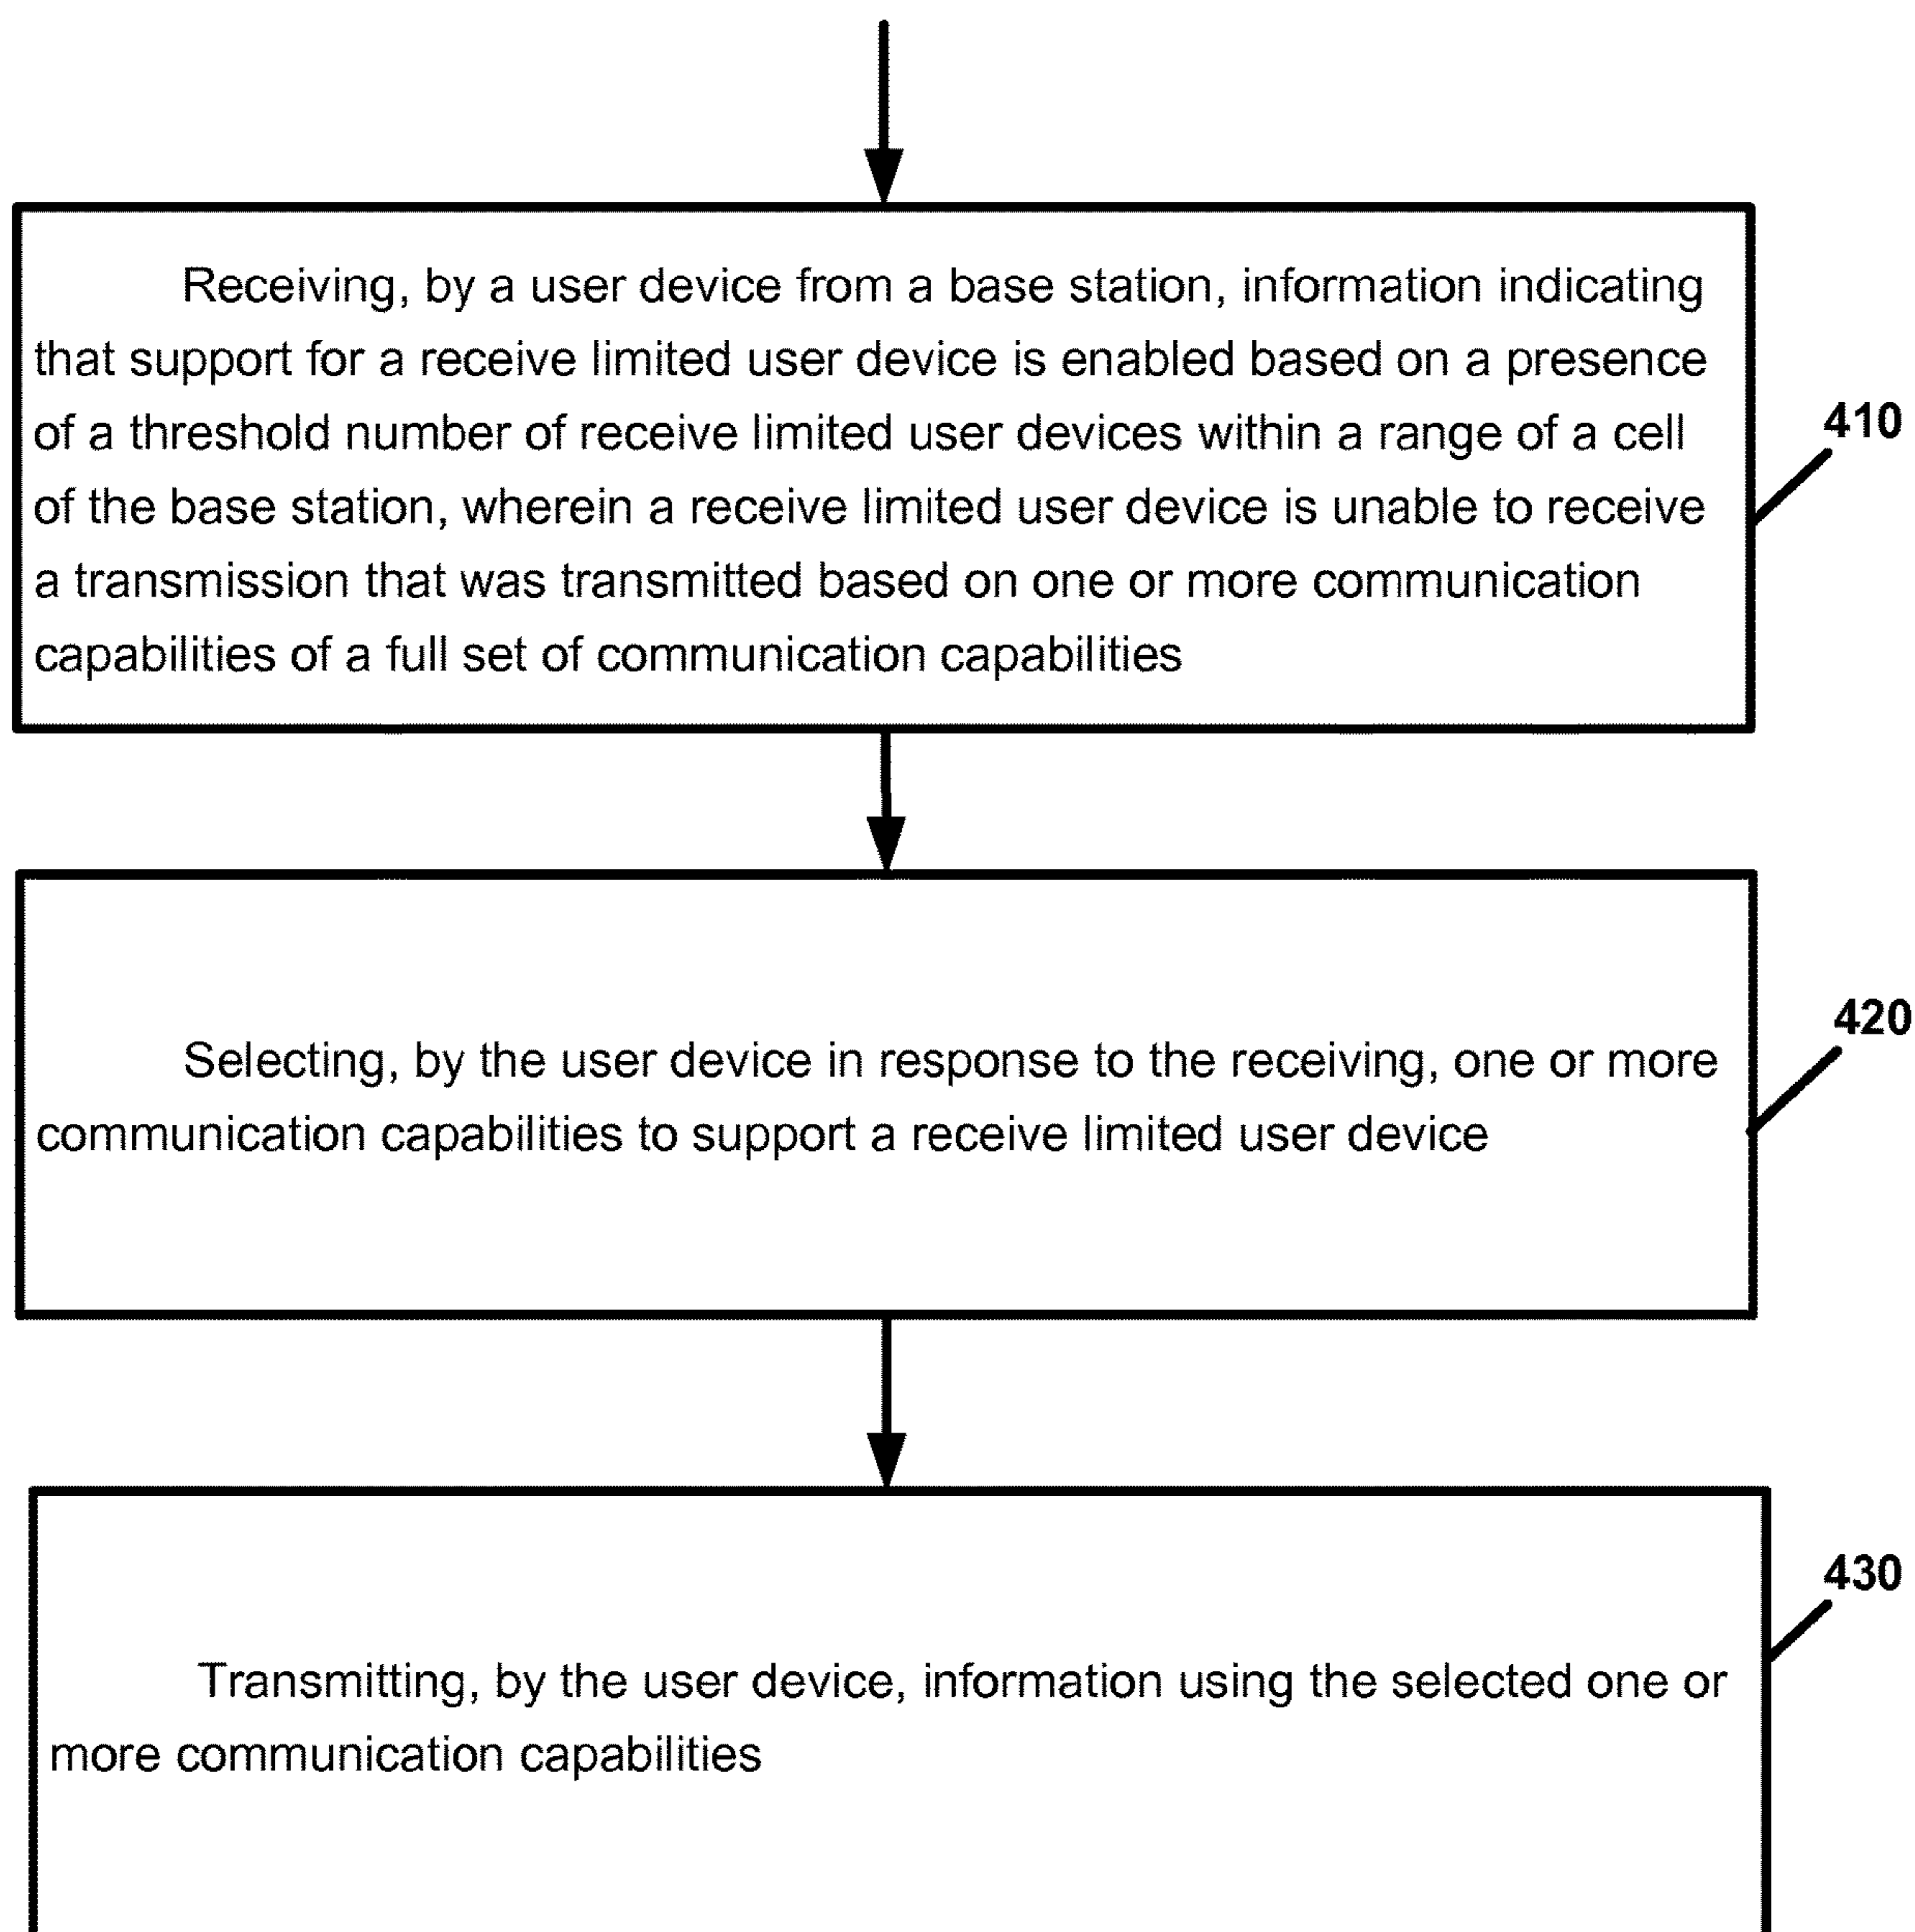 Receiving, by a user device from a base station, information indicating
that support for a receive limited user device is enabled based on a presence
of a threshold number of receive limited user devices within a range of a cell
of the base station, wherein a receive limited user device is unable to receive
a transmission that was transmitted based on one or more communication
capabilities of a full set of communication capabilities
410
Selecting, by the user device in response to the receiving, one or more
communication capabilities to support a receive limited user device
420
Transmitting, by the user device, information using the selected one or
more communication capabilities
430